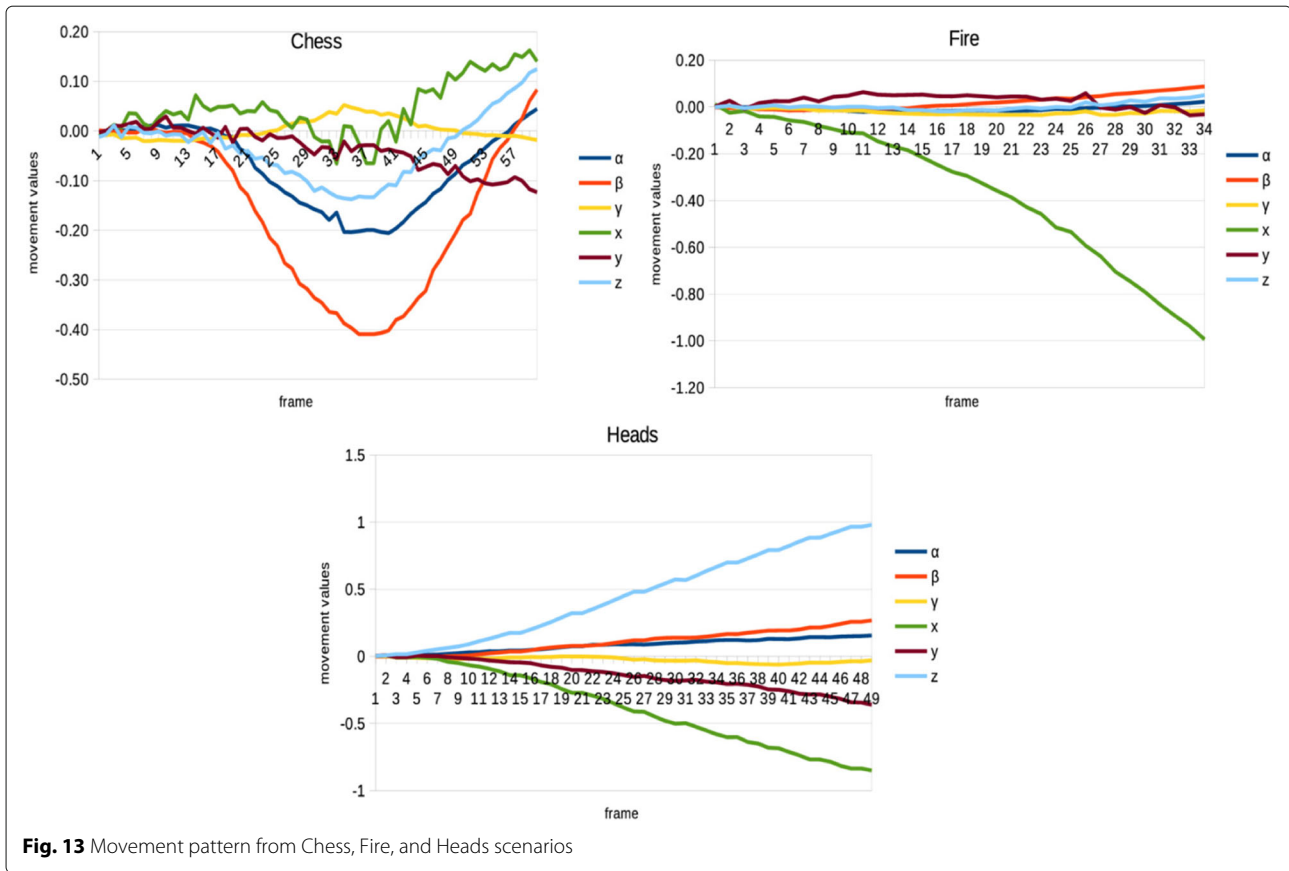 Chess
0.20
0.10
0.00
-0.10
-0.20
-0.30
-0.40
-0.50
movement values
1 5 9 13 17 21 25 29 33 37 41 45 49 53 57
frame
α
β
y
x
y
z
Fire
0.20
0.00
-0.20
-0.40
-0.60
-0.80
-1.00
-1.20
movement values
2 4 6 8 10 12 14 16 18 20 22 24 26 28 30 32 34
1 3 5 7 9 11 13 15 17 19 21 23 25 27 29 31 33
frame
α
β
y
x
y
z
Heads
1.5
1
0.5
0
-0.5
-1
movement values
2 4 6 8 10 12 14 16 18 20 22 24 26 28 30 32 34 36 38 40 42 44 46 48
1 3 5 7 9 11 13 15 17 19 21 23 25 27 29 31 33 35 37 39 41 43 45 47 49
frame
α
β
y
x
y
z
Fig. 13 Movement pattern from Chess, Fire, and Heads scenarios